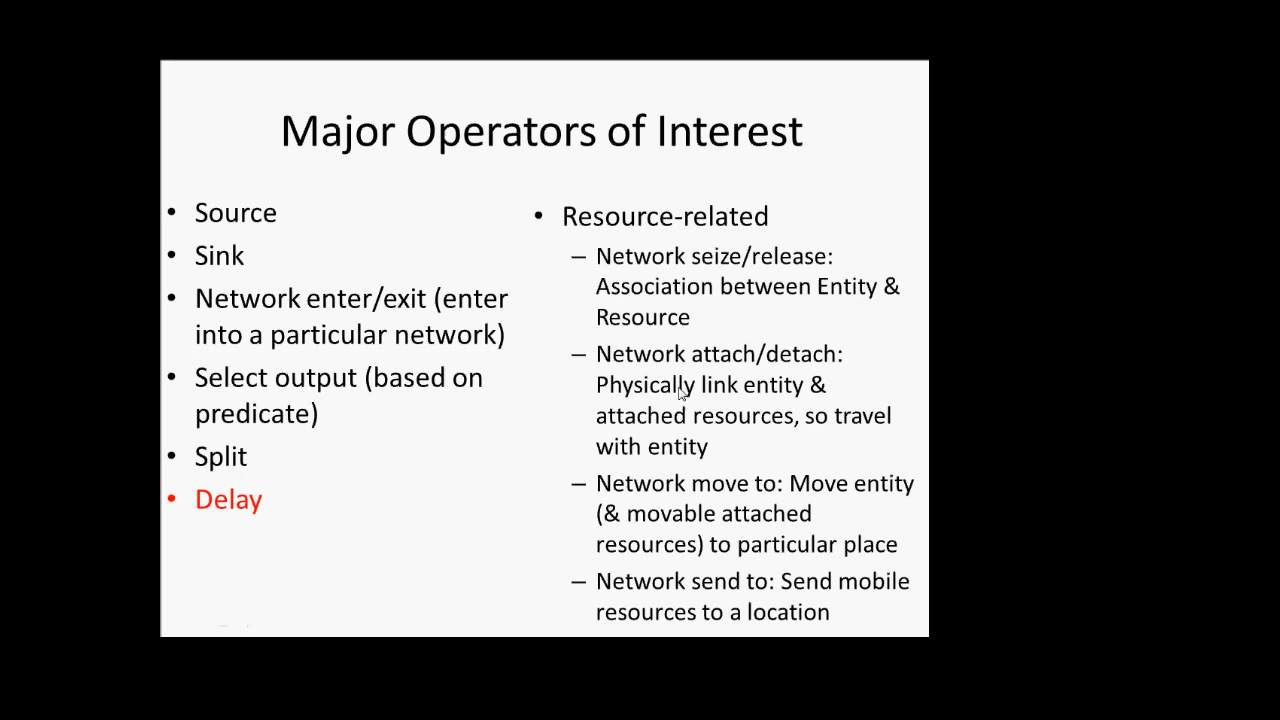 Major Operators of Interest
• Source
• Sink
• Network enter/exit (enter
into a particular network)
• Select output (based on
predicate)
• Split
• Delay
• Resource-related
– Network seize/release:
Association between Entity &
Resource
– Network attach/detach:
Physically link entity &
attached resources, so travel
with entity
– Network move to: Move entity
(& movable attached
resources) to particular place
– Network send to: Send mobile
resources to a location